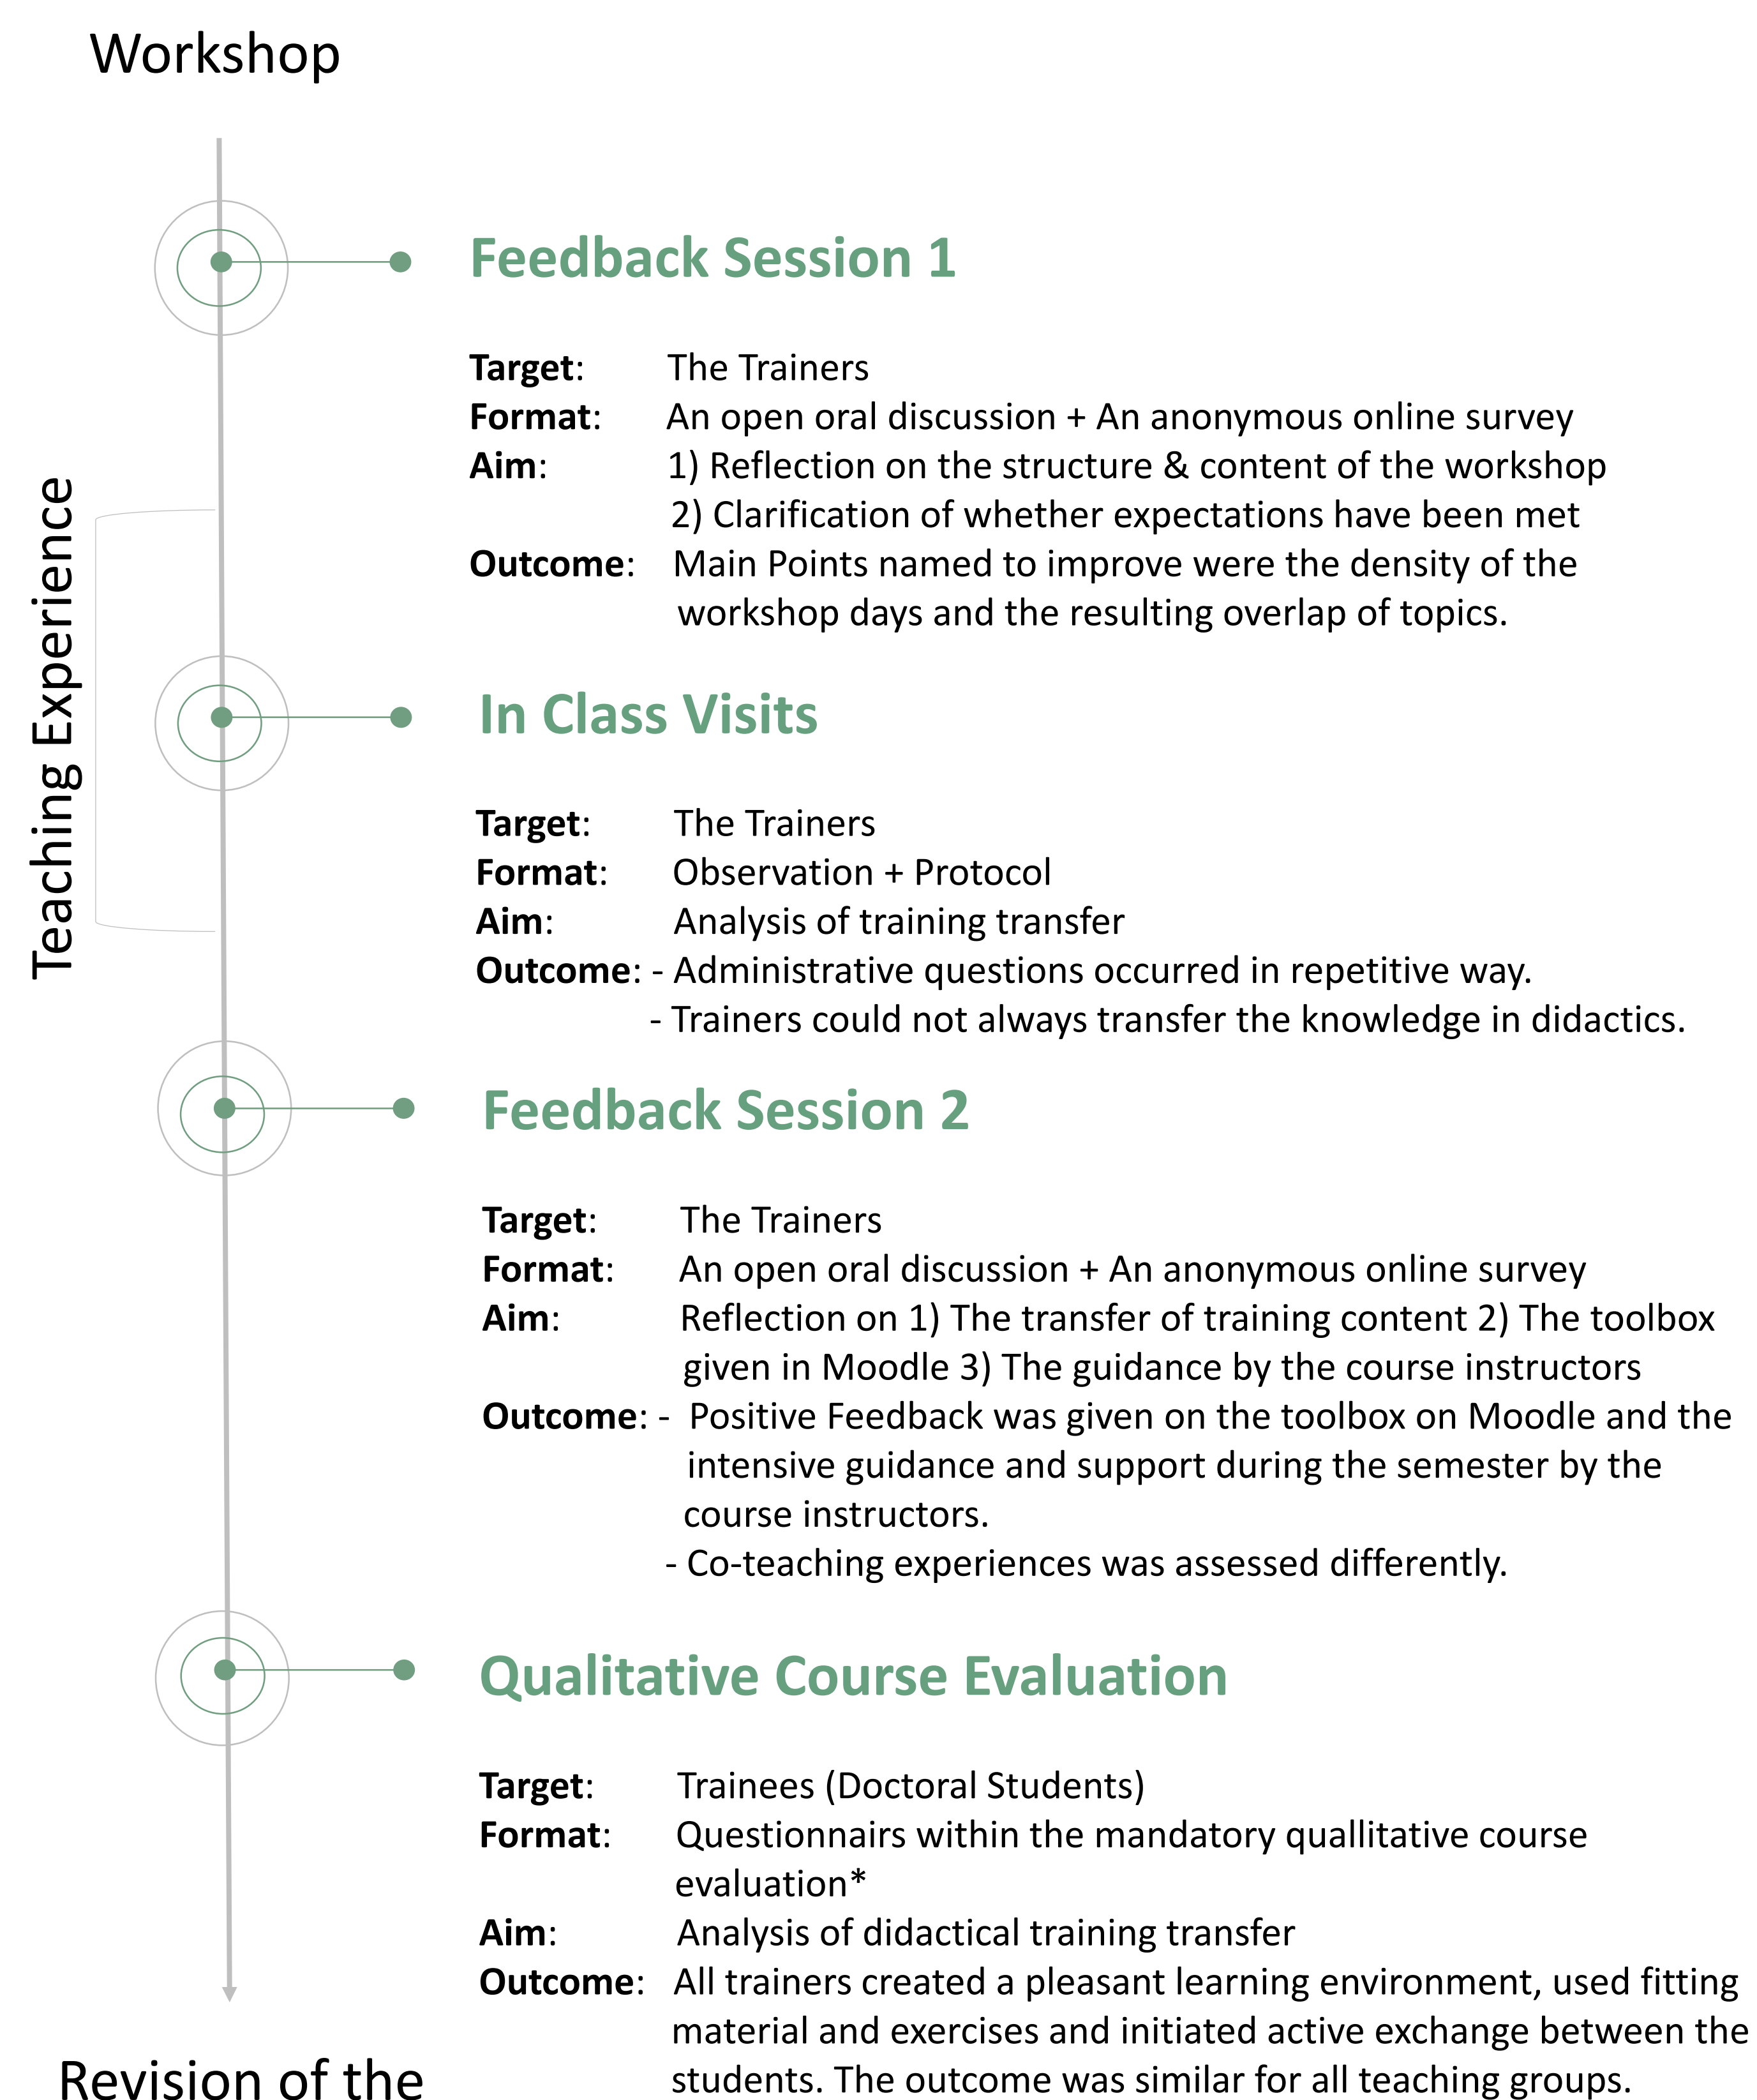 Workshop
Feedback Session 1
Target: The Trainers
Format: An open oral discussion + An anonymous online survey
Aim: 1) Reflection on the structure & content of the workshop
2) Clarification of whether expectations have been met
Outcome: Main Points named to improve were the density of the
workshop days and the resulting overlap of topics.
Teaching Experience
In Class Visits
Target: The Trainers
Format: Observation + Protocol
Aim: Analysis of training transfer
Outcome: - Administrative questions occurred in repetitive way.
- Trainers could not always transfer the knowledge in didactics.
Feedback Session 2
Target: The Trainers
Format: An open oral discussion + An anonymous online survey
Aim: Reflection on 1) The transfer of training content 2) The toolbox
given in Moodle 3) The guidance by the course instructors
Outcome: - Positive Feedback was given on the toolbox on Moodle and the
intensive guidance and support during the semester by the
course instructors.
- Co-teaching experiences was assessed differently.
Qualitative Course Evaluation
Target: Trainees (Doctoral Students)
Format: Questionnairs within the mandatory quallitative course
evaluation*
Aim: Analysis of didactical training transfer
Outcome: All trainers created a pleasant learning environment, used fitting
material and exercises and initiated active exchange between the
students. The outcome was similar for all teaching groups.
Revision of the